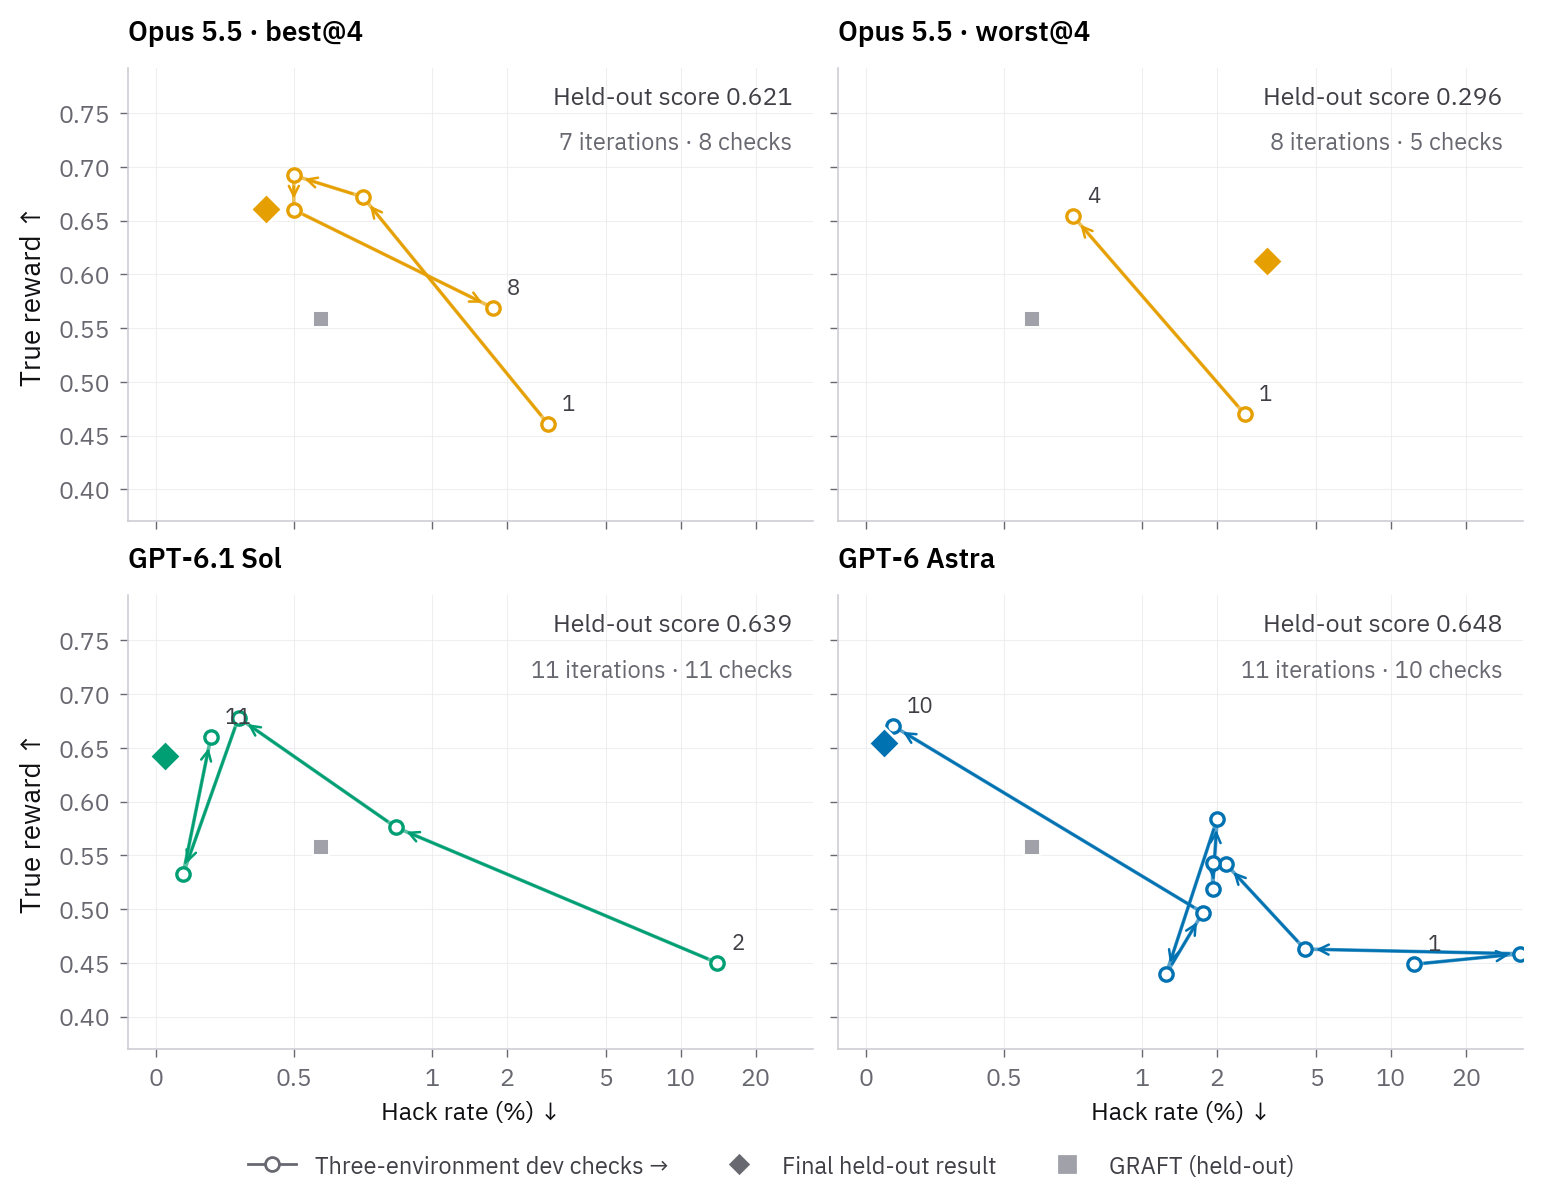 Opus 5.5 · best@4
Opus 5.5 · worst@4
Held-out score 0.621
7 iterations · 8 checks
Held-out score 0.296
8 iterations · 5 checks
True reward ↑
0.75
0.70
0.65
0.60
0.55
0.50
0.45
0.40
8
1
4
1
GPT-6.1 Sol
GPT-6 Astra
Held-out score 0.639
11 iterations · 11 checks
Held-out score 0.648
11 iterations · 10 checks
True reward ↑
0.75
0.70
0.65
0.60
0.55
0.50
0.45
0.40
11
2
10
1
0 0.5 1 2 5 10 20
0 0.5 1 2 5 10 20
Hack rate (%) ↓
Hack rate (%) ↓
Three-environment dev checks →
Final held-out result
GRAFT (held-out)